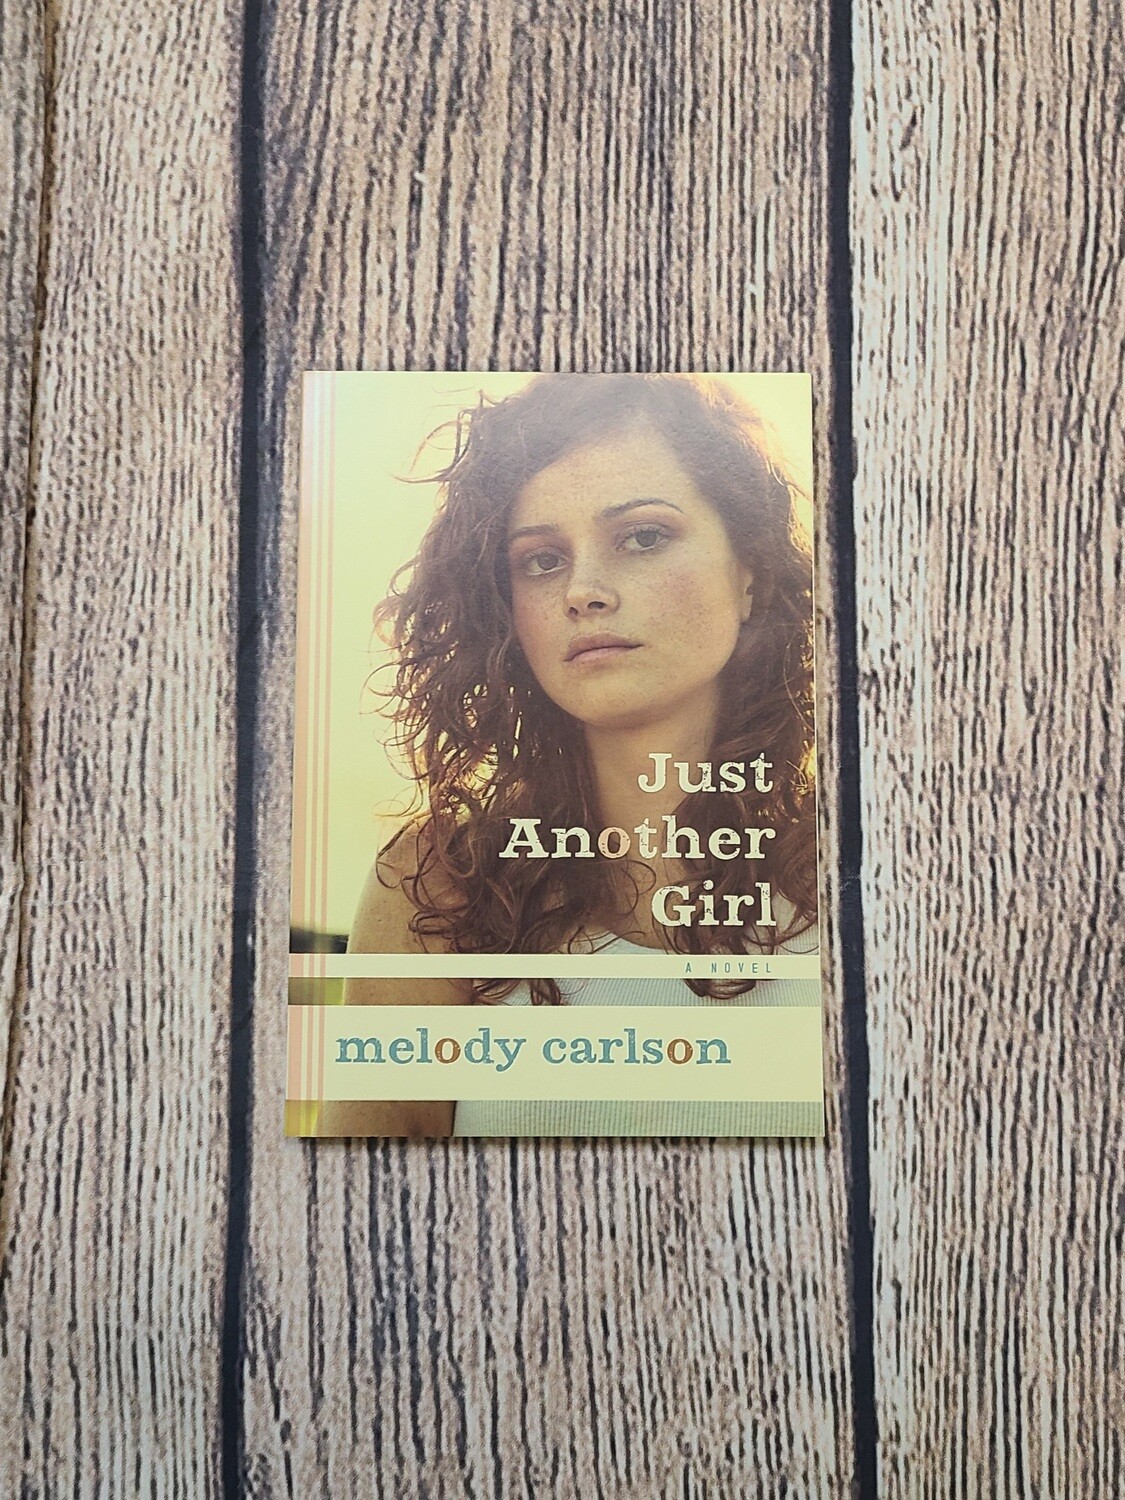 Just
Another
Girl
A NOVEL
melody carlson